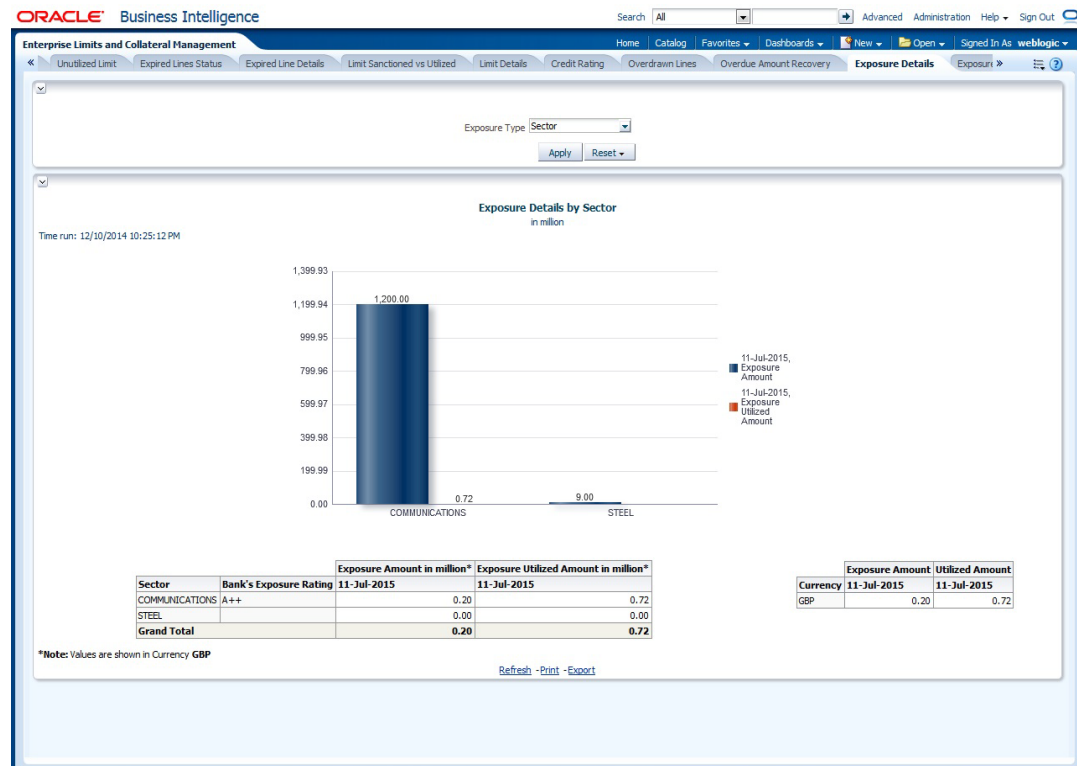 ORACLE Business Intelligence
Search All Advanced Administration Help Sign Out
Enterprise Limits and Collateral Management
Home Catalog Favorites Dashboards New Open Signed In As weblogic
« Unutilized Limit Expired Lines Status Expired Line Details Limit Sanctioned vs Utilized Limit Details Credit Rating Overdrawn Lines Overdue Amount Recovery Exposure Details Exposure »
Exposure Type Sector
Apply Reset
Exposure Details by Sector
in million
Time run: 12/10/2014 10:25:12 PM
1,399.93
1,199.94
999.95
799.96
599.97
399.98
199.99
0.00
1,200.00
0.72
9.00
COMMUNICATIONS STEEL
11-Jul-2015,
Exposure
Amount
11-Jul-2015,
Exposure
Utilized
Amount
Exposure Amount in million* Exposure Utilized Amount in million*
Sector Bank's Exposure Rating 11-Jul-2015 11-Jul-2015
COMMUNICATIONS A++ 0.20 0.72
STEEL 0.00 0.00
Grand Total 0.20 0.72
Exposure Amount Utilized Amount
Currency 11-Jul-2015 11-Jul-2015
GBP 0.20 0.72
*Note: Values are shown in Currency GBP
Refresh - Print - Export